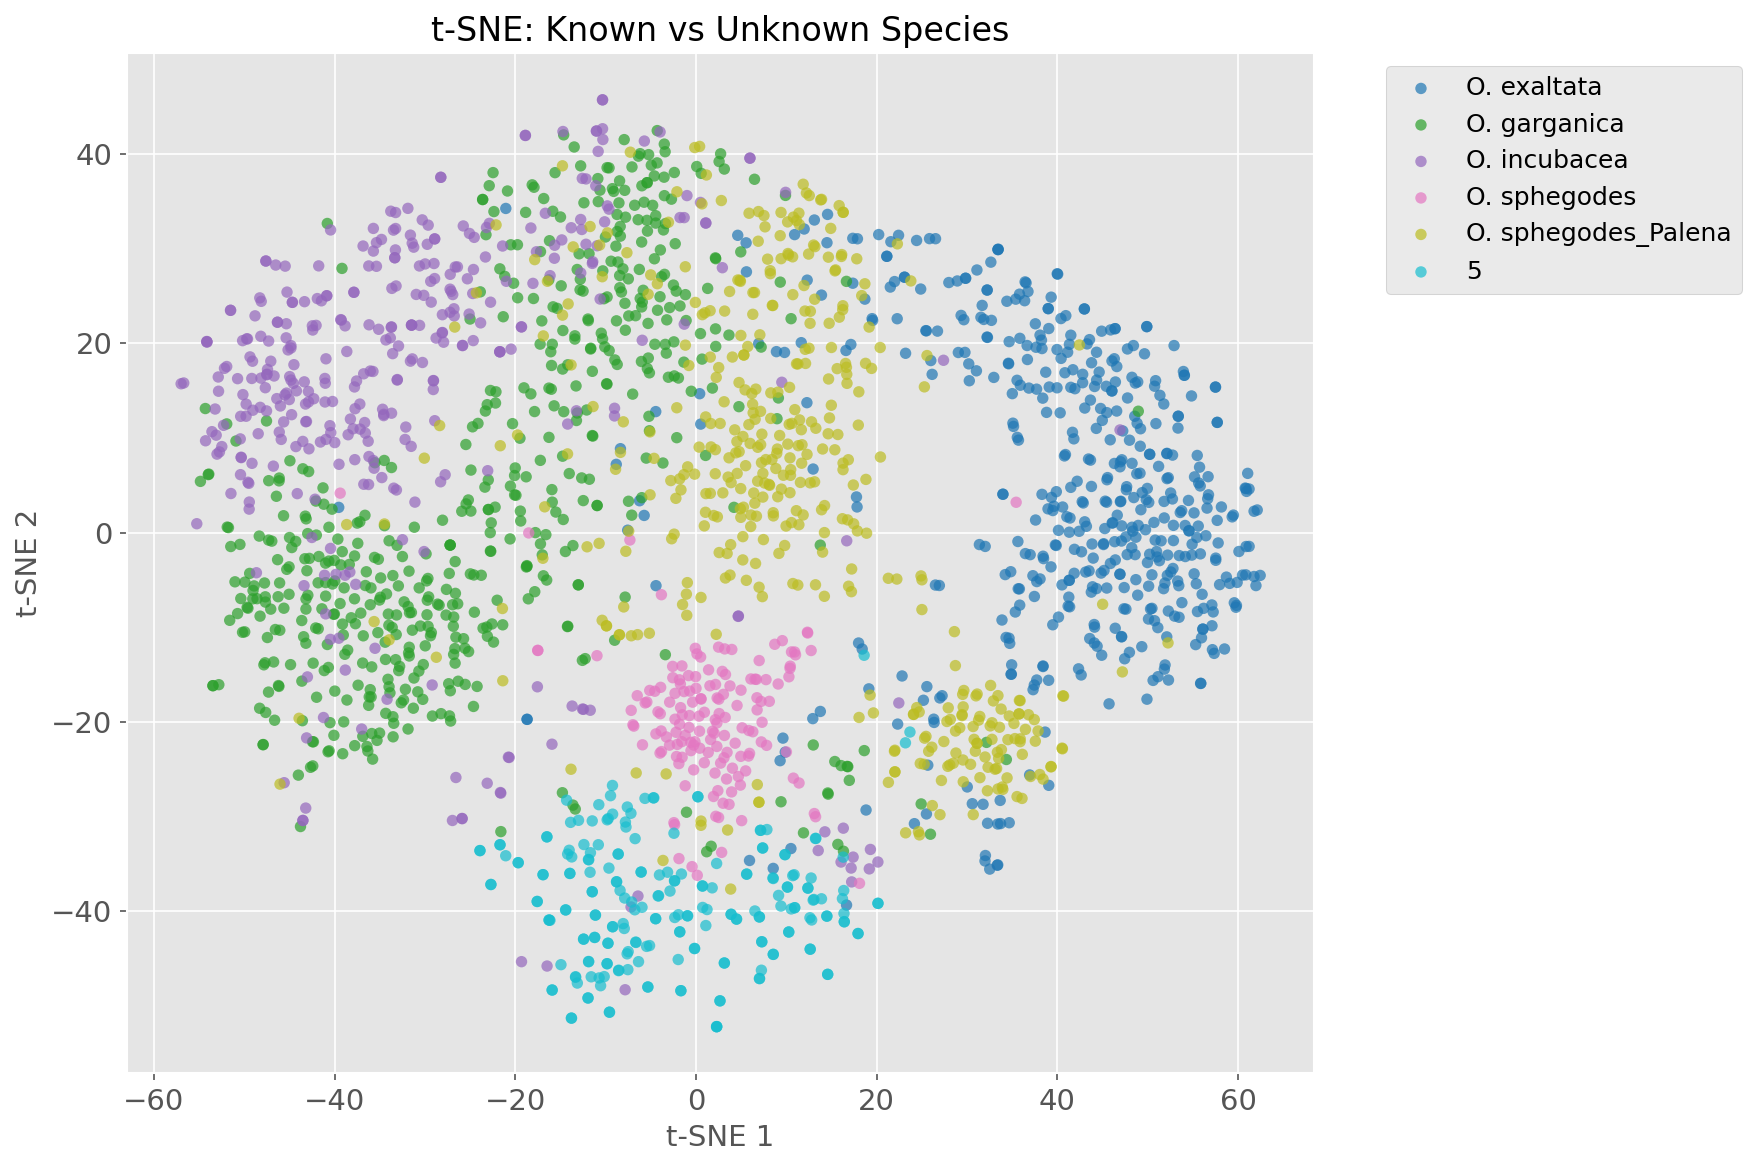 t-SNE: Known vs Unknown Species
O. exaltata
O. garganica
O. incubacea
O. sphegodes
O. sphegodes_Palena
5
t-SNE 2
40
20
0
−20
−40
−60
−40
−20
0
20
40
60
t-SNE 1